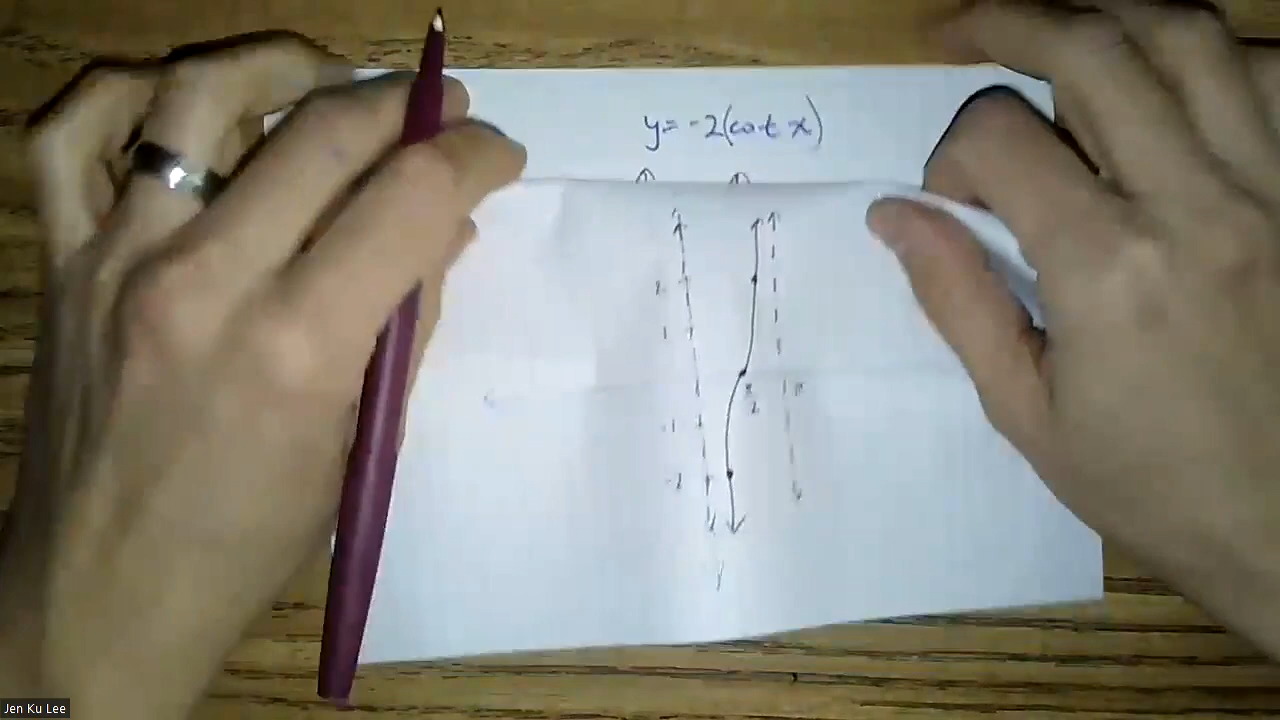 y = -2(cot x)
2
1
π
π
2
-1
-2
Jen Ku Lee